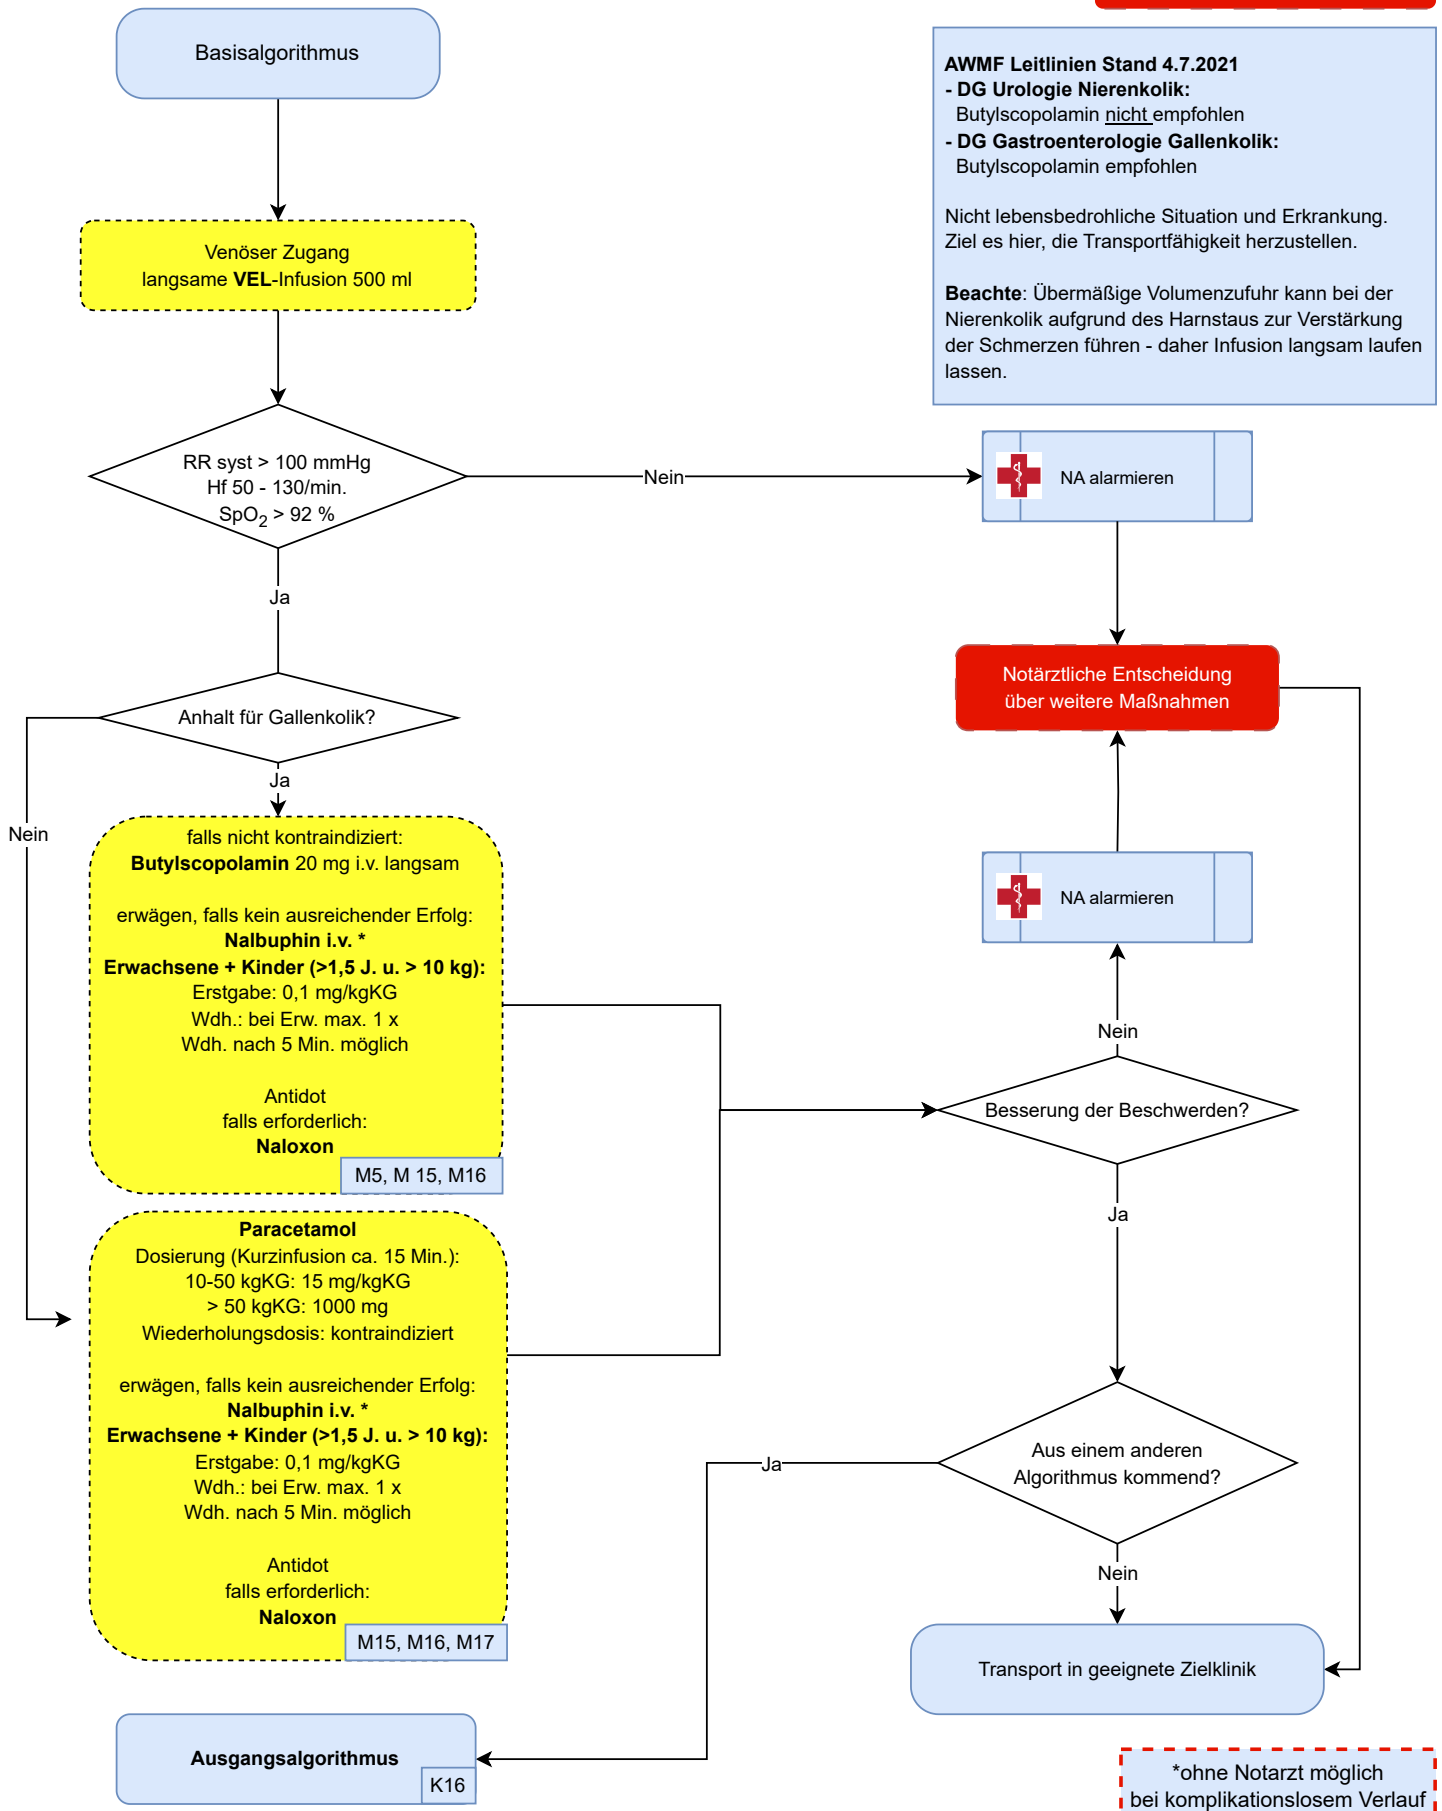 Basisalgorithmus
AWMF Leitlinien Stand 4.7.2021
- DG Urologie Nierenkolik:
Butylscopolamin nicht empfohlen
- DG Gastroenterologie Gallenkolik:
Butylscopolamin empfohlen
Nicht lebensbedrohliche Situation und Erkrankung.
Ziel es hier, die Transportfähigkeit herzustellen.
Beachte: Übermäßige Volumenzufuhr kann bei der
Nierenkolik aufgrund des Harnstaus zur Verstärkung
der Schmerzen führen - daher Infusion langsam laufen
lassen.
Venöser Zugang
langsame VEL-Infusion 500 ml
RR syst > 100 mmHg
Hf 50 - 130/min.
SpO2 > 92 %
Nein
NA alarmieren
Ja
Notärztliche Entscheidung
über weitere Maßnahmen
Anhalt für Gallenkolik?
Ja
Nein
falls nicht kontraindiziert:
Butylscopolamin 20 mg i.v. langsam
erwägen, falls kein ausreichender Erfolg:
Nalbuphin i.v. *
Erwachsene + Kinder (>1,5 J. u. > 10 kg):
Erstgabe: 0,1 mg/kgKG
Wdh.: bei Erw. max. 1 x
Wdh. nach 5 Min. möglich
Antidot
falls erforderlich:
Naloxon
M5, M 15, M16
NA alarmieren
Nein
Besserung der Beschwerden?
Ja
Paracetamol
Dosierung (Kurzinfusion ca. 15 Min.):
10-50 kgKG: 15 mg/kgKG
> 50 kgKG: 1000 mg
Wiederholungsdosis: kontraindiziert
erwägen, falls kein ausreichender Erfolg:
Nalbuphin i.v. *
Erwachsene + Kinder (>1,5 J. u. > 10 kg):
Erstgabe: 0,1 mg/kgKG
Wdh.: bei Erw. max. 1 x
Wdh. nach 5 Min. möglich
Antidot
falls erforderlich:
Naloxon
M15, M16, M17
Aus einem anderen
Algorithmus kommend?
Ja
Nein
Transport in geeignete Zielklinik
Ausgangsalgorithmus
K16
*ohne Notarzt möglich
bei komplikationslosem Verlauf